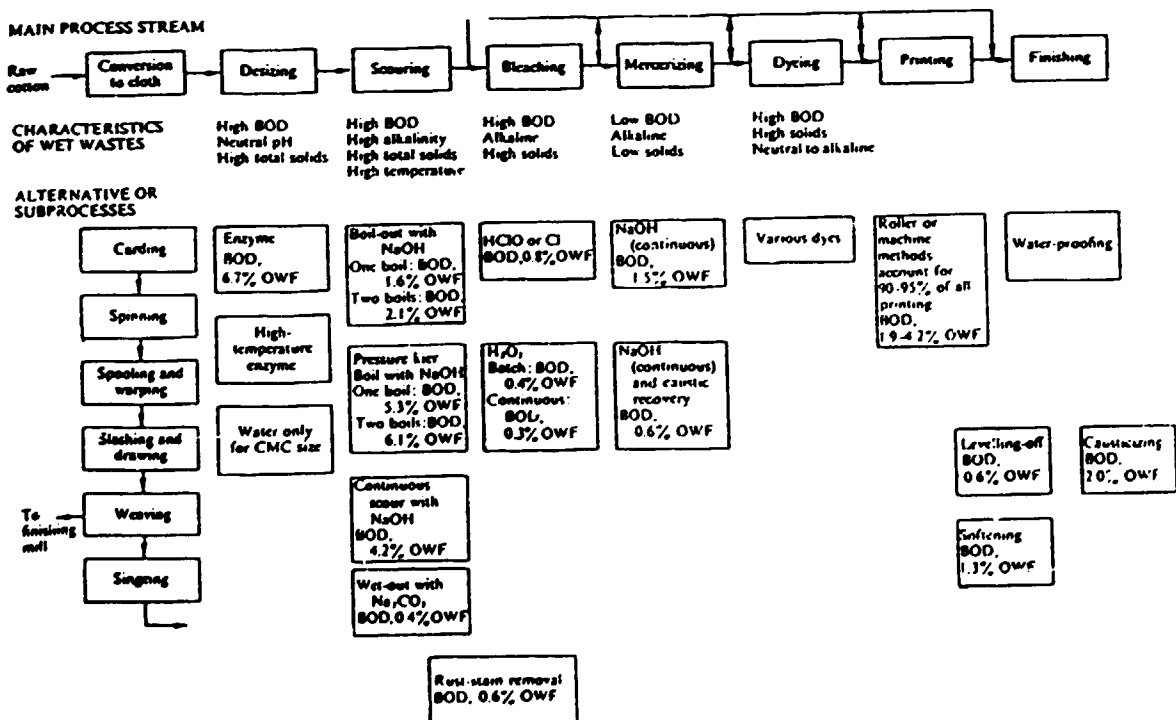 MAIN PROCESS STREAM
Raw
cotton
Conversion
to cloth
Desizing
Scouring
Bleaching
Mercerizing
Dyeing
Printing
Finishing
CHARACTERISTICS
OF WET WASTES
High BOD
Neutral pH
High total solids
High BOD
High alkalinity
High total solids
High temperature
High BOD
Alkaline
High solids
Low BOD
Alkaline
Low solids
High BOD
High solids
Neutral to alkaline
ALTERNATIVE OR
SUBPROCESSES
Carding
Spinning
Spooling and
warping
Slashing and
drawing
Weaving
To
finishing
mill
Singeing
Enzyme
BOD,
6.7% OWF
High-
temperature
enzyme
Water only
for CMC size
Boil-out with
NaOH
One boil: BOD,
1.6% OWF
Two boils: BOD,
2.1% OWF
Pressure kier
Boil with NaOH
One boil: BOD,
5.3% OWF
Two boils: BOD,
6.1% OWF
Continuous
scour with
NaOH
BOD,
4.2% OWF
Wet-out with
Na₂CO₃
BOD, 0.4% OWF
Rust-stain removal
BOD, 0.6% OWF
HClO or Cl
BOD, 0.8% OWF
H₂O₂
Batch: BOD,
0.4% OWF
Continuous:
BOD,
0.3% OWF
NaOH
(continuous)
BOD,
1.5% OWF
NaOH
(continuous)
and caustic
recovery
BOD,
0.6% OWF
Various dyes
Roller or
machine
methods
account for
90-95% of all
printing
BOD,
1.9-4.2% OWF
Water-proofing
Levelling-off
BOD,
0.6% OWF
Causticizing
BOD,
2.0% OWF
Softening
BOD,
1.3% OWF